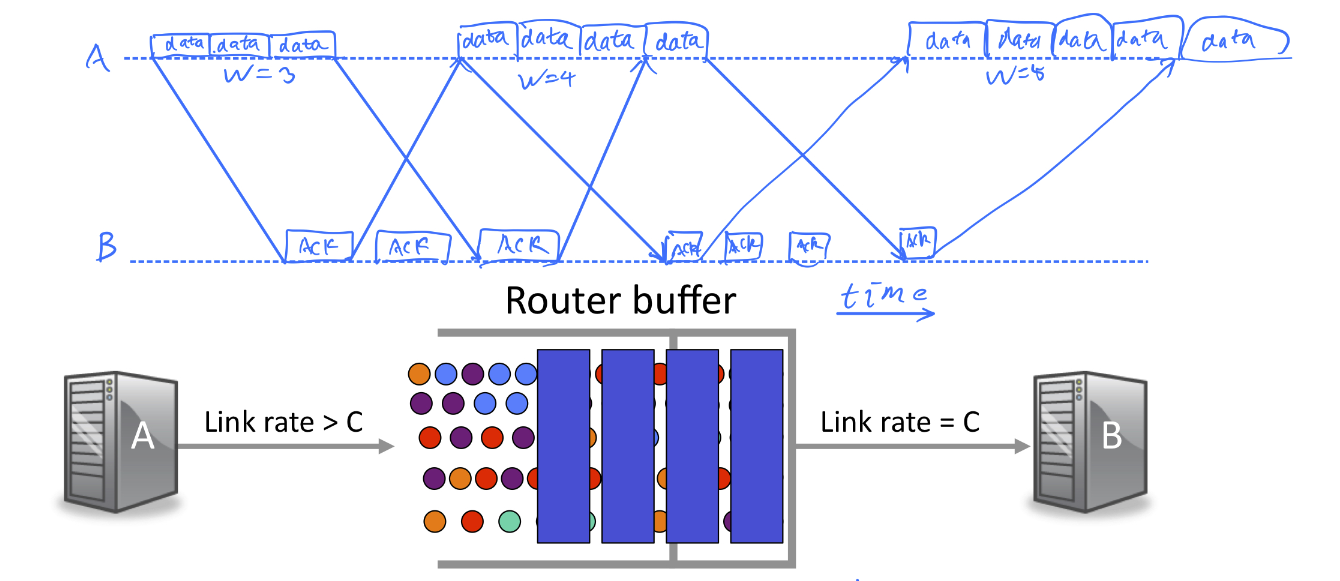 data data data data data data data data data data data data
A
W=3 W=4 W=5
B ACK ACK ACK ACK ACK ACK ACK
Router buffer
time
A Link rate > C Link rate = C B